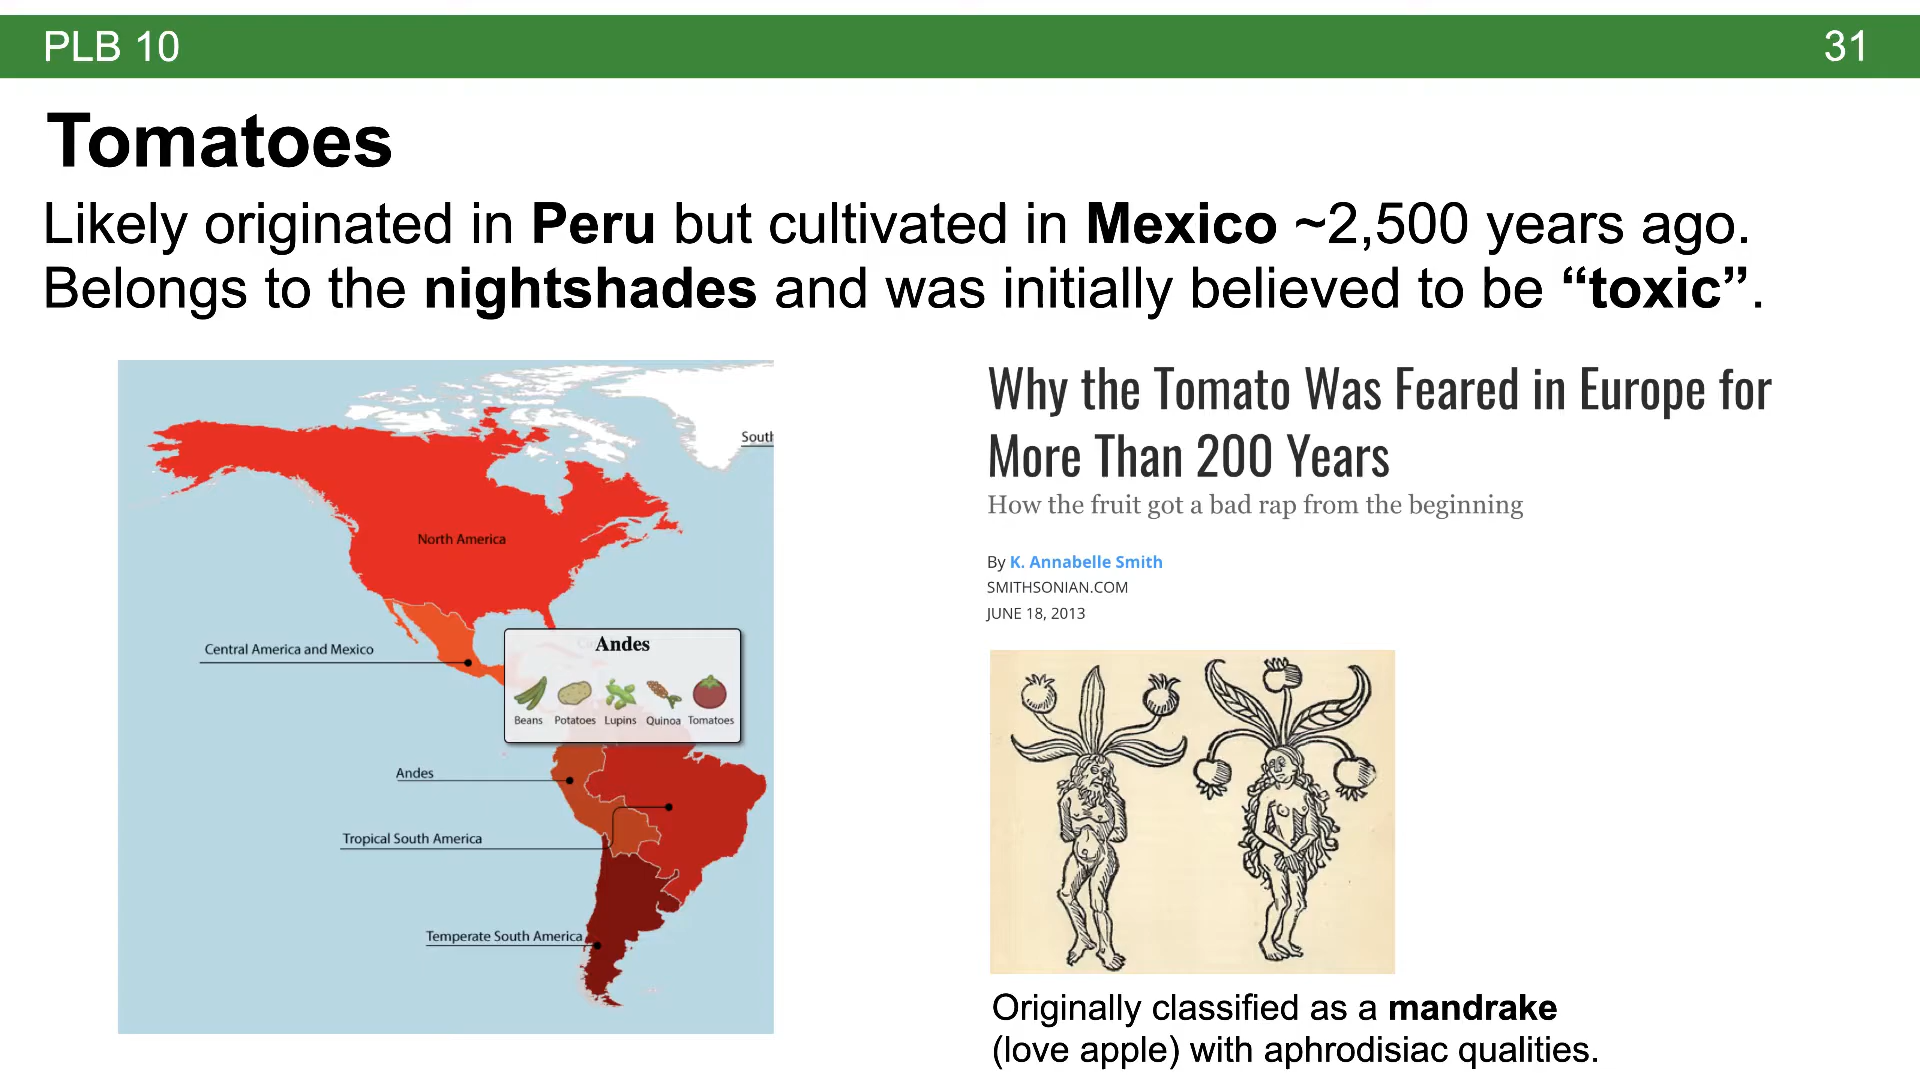 PLB 10
31
Tomatoes
Likely originated in Peru but cultivated in Mexico ~2,500 years ago.
Belongs to the nightshades and was initially believed to be “toxic”.
South
North America
Central America and Mexico
Andes
Beans Potatoes Lupins Quinoa Tomatoes
Andes
Tropical South America
Temperate South America
Why the Tomato Was Feared in Europe for
More Than 200 Years
How the fruit got a bad rap from the beginning
By K. Annabelle Smith
SMITHSONIAN.COM
JUNE 18, 2013
Originally classified as a mandrake
(love apple) with aphrodisiac qualities.